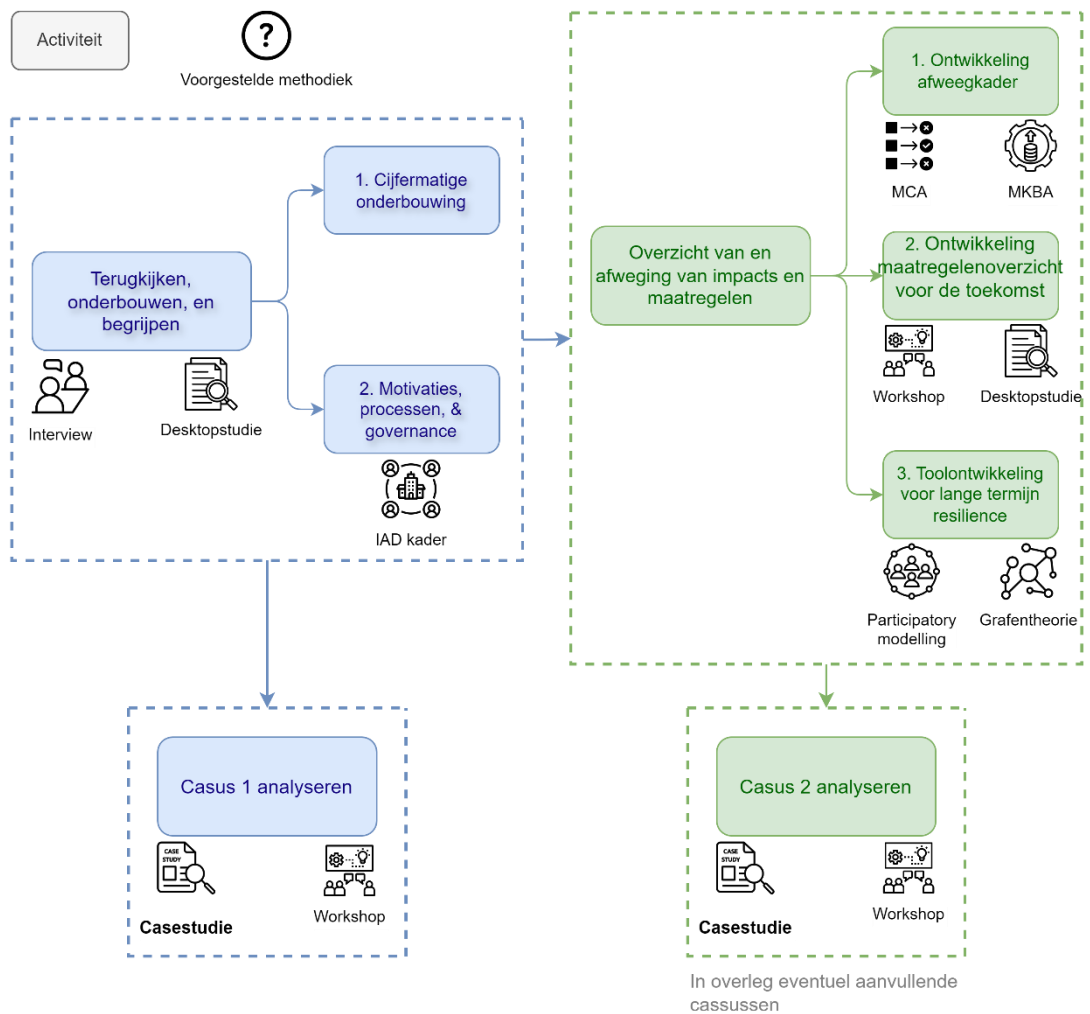 Activiteit
Voorgestelde methodiek
Terugkijken,
onderbouwen, en
begrijpen
Interview
Desktopstudie
1. Cijfermatige
onderbouwing
2. Motivaties,
processen, &
governance
IAD kader
Overzicht van en
afweging van impacts en
maatregelen
1. Ontwikkeling
afweegkader
MCA
MKBA
2. Ontwikkeling
maatregelenoverzicht
voor de toekomst
Workshop
Desktopstudie
3. Toolontwikkeling
voor lange termijn
resilience
Participatory
modelling
Grafentheorie
Casus 1 analyseren
CASE
STUDY
Casestudie
Workshop
Casus 2 analyseren
CASE
STUDY
Casestudie
Workshop
In overleg eventueel aanvullende
cassussen